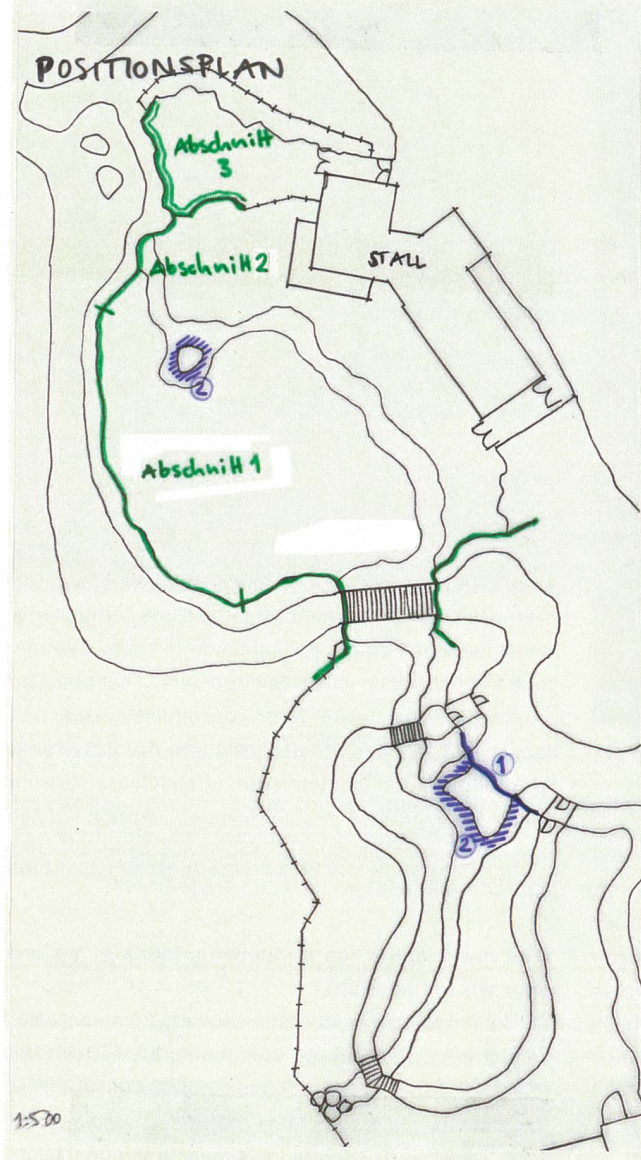 POSITIONSPLAN
Abschnitt
3
Abschnitt 2
STALL
2
Abschnitt 1
1
2
1:500